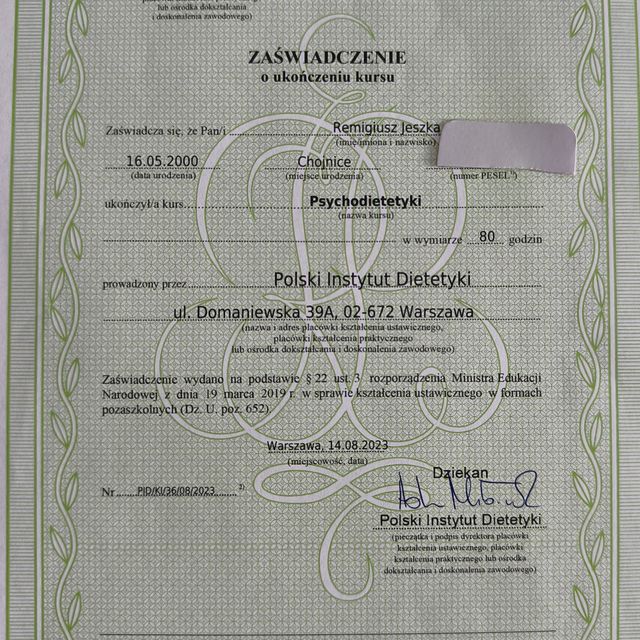 lub ośrodka dokształcania
i doskonalenia zawodowego)
ZAŚWIADCZENIE
o ukończeniu kursu
Zaświadcza się, że Pan/i Remigiusz Jeszka
(imię/imiona i nazwisko)
16.05.2000 Chojnice
(data urodzenia) (miejsce urodzenia) (numer PESEL¹)
ukończył/a kurs Psychodietetyki
(nazwa kursu)
w wymiarze 80 godzin
prowadzony przez Polski Instytut Dietetyki
ul. Domaniewska 39A, 02-672 Warszawa
(nazwa i adres placówki kształcenia ustawicznego,
placówki kształcenia praktycznego
lub ośrodka dokształcania i doskonalenia zawodowego)
Zaświadczenie wydano na podstawie § 22 ust. 3 rozporządzenia Ministra Edukacji
Narodowej z dnia 19 marca 2019 r. w sprawie kształcenia ustawicznego w formach
pozaszkolnych (Dz. U. poz. 652).
Warszawa, 14.08.2023
(miejscowość, data)
Dziekan
Nr PID/KI/36/08/2023 ²⁾
Polski Instytut Dietetyki
(pieczątka i podpis dyrektora placówki
kształcenia ustawicznego, placówki
kształcenia praktycznego lub ośrodka
dokształcania i doskonalenia zawodowego)